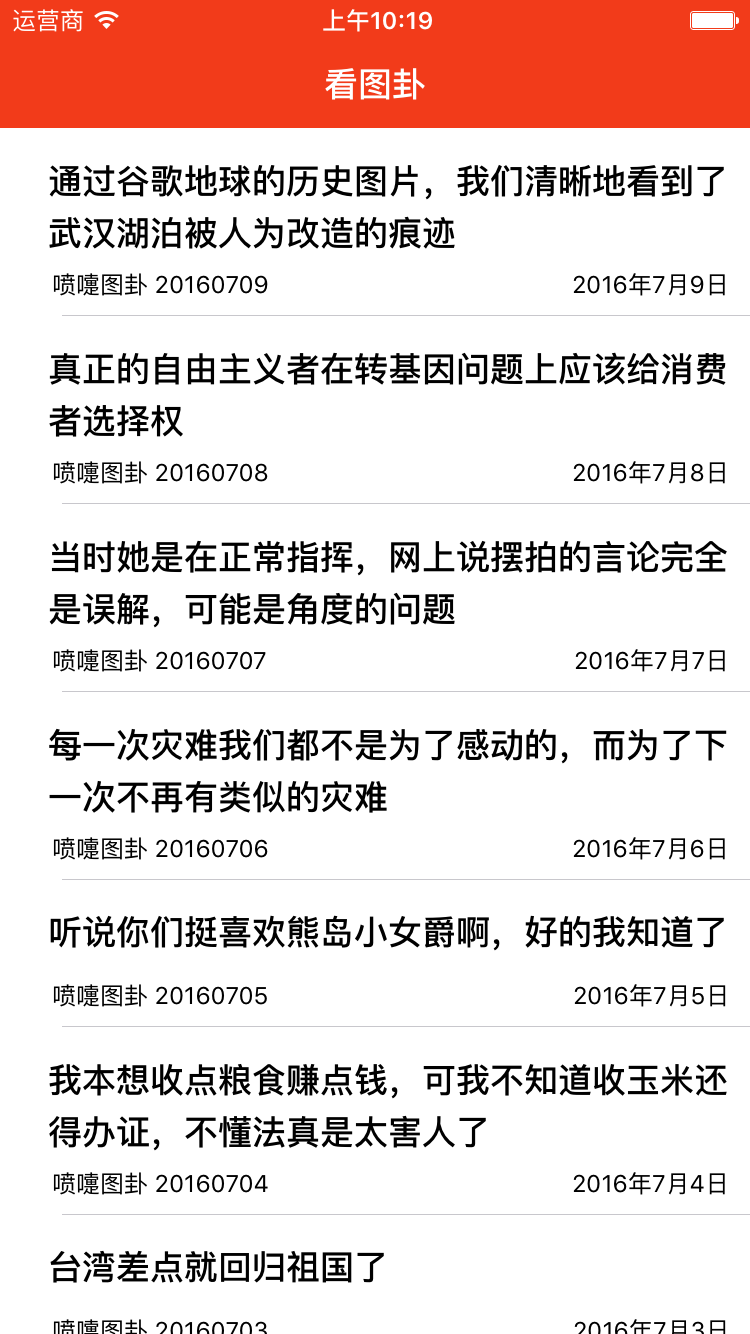 运营商 上午10:19
看图卦
通过谷歌地球的历史图片，我们清晰地看到了
武汉湖泊被人为改造的痕迹
喷嚏图卦 20160709 2016年7月9日
真正的自由主义者在转基因问题上应该给消费
者选择权
喷嚏图卦 20160708 2016年7月8日
当时她是在正常指挥，网上说摆拍的言论完全
是误解，可能是角度的问题
喷嚏图卦 20160707 2016年7月7日
每一次灾难我们都不是为了感动的，而为了下
一次不再有类似的灾难
喷嚏图卦 20160706 2016年7月6日
听说你们挺喜欢熊岛小女爵啊，好的我知道了
喷嚏图卦 20160705 2016年7月5日
我本想收点粮食赚点钱，可我不知道收玉米还
得办证，不懂法真是太害人了
喷嚏图卦 20160704 2016年7月4日
台湾差点就回归祖国了
喷嚏图卦 20160703 2016年7月3日